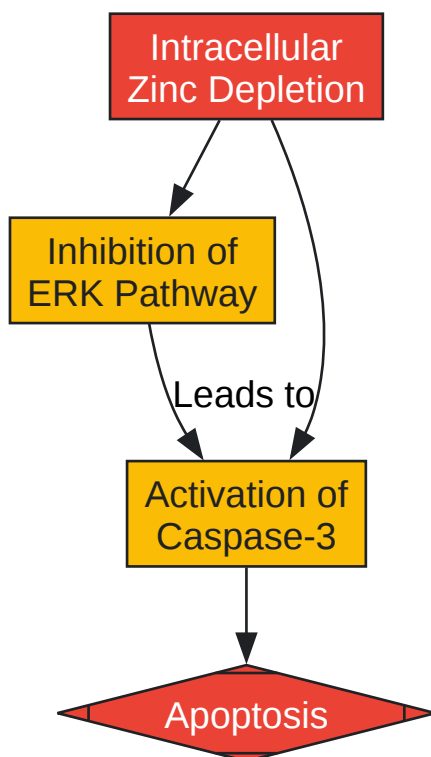 Intracellular
Zinc Depletion
Inhibition of
ERK Pathway
Leads to
Activation of
Caspase-3
Apoptosis